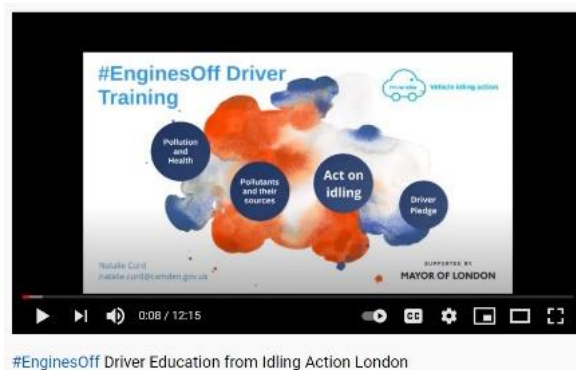 #EnginesOff Driver
Training
Vehicle idling action
Pollution
and
Health
Pollutants
and their
sources
Act on
idling
Driver
Pledge
Natalie Curd
natalie.curd@camden.gov.uk
SUPPORTED BY
MAYOR OF LONDON
0:08 / 12:15
CC
#EnginesOff Driver Education from Idling Action London